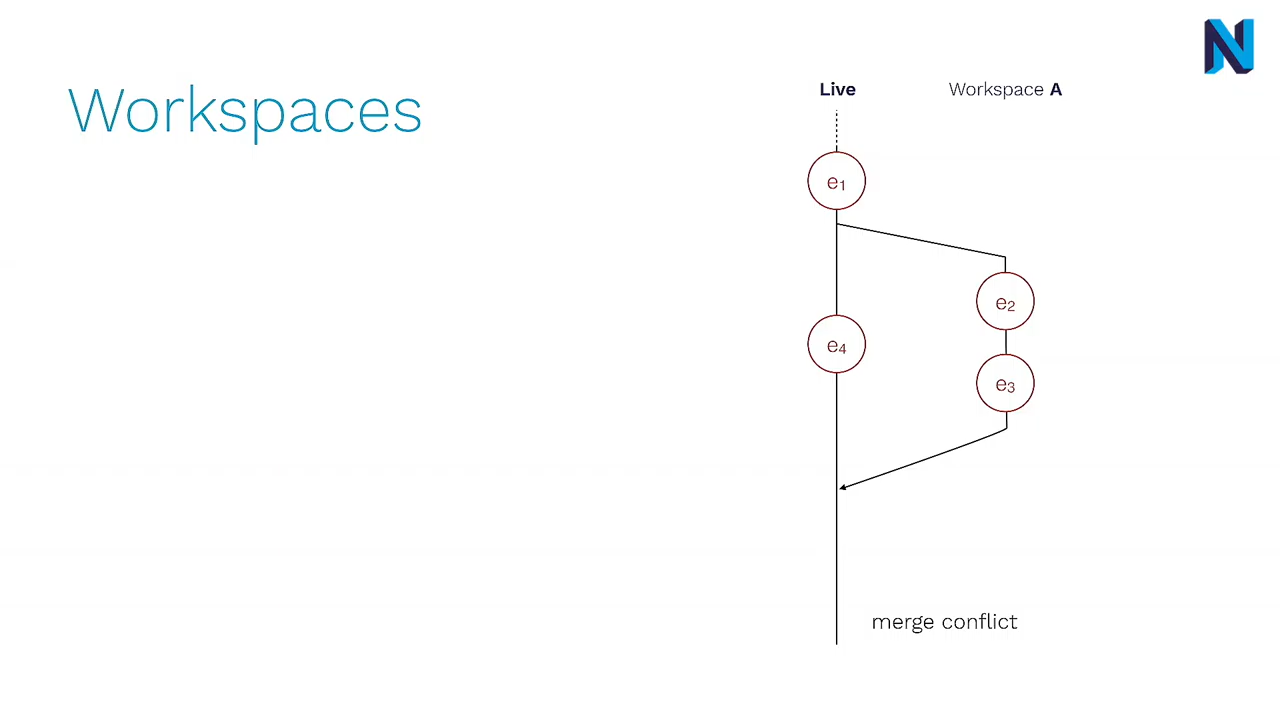 Workspaces
Live
Workspace A
e₁
e₂
e₄
e₃
merge conflict